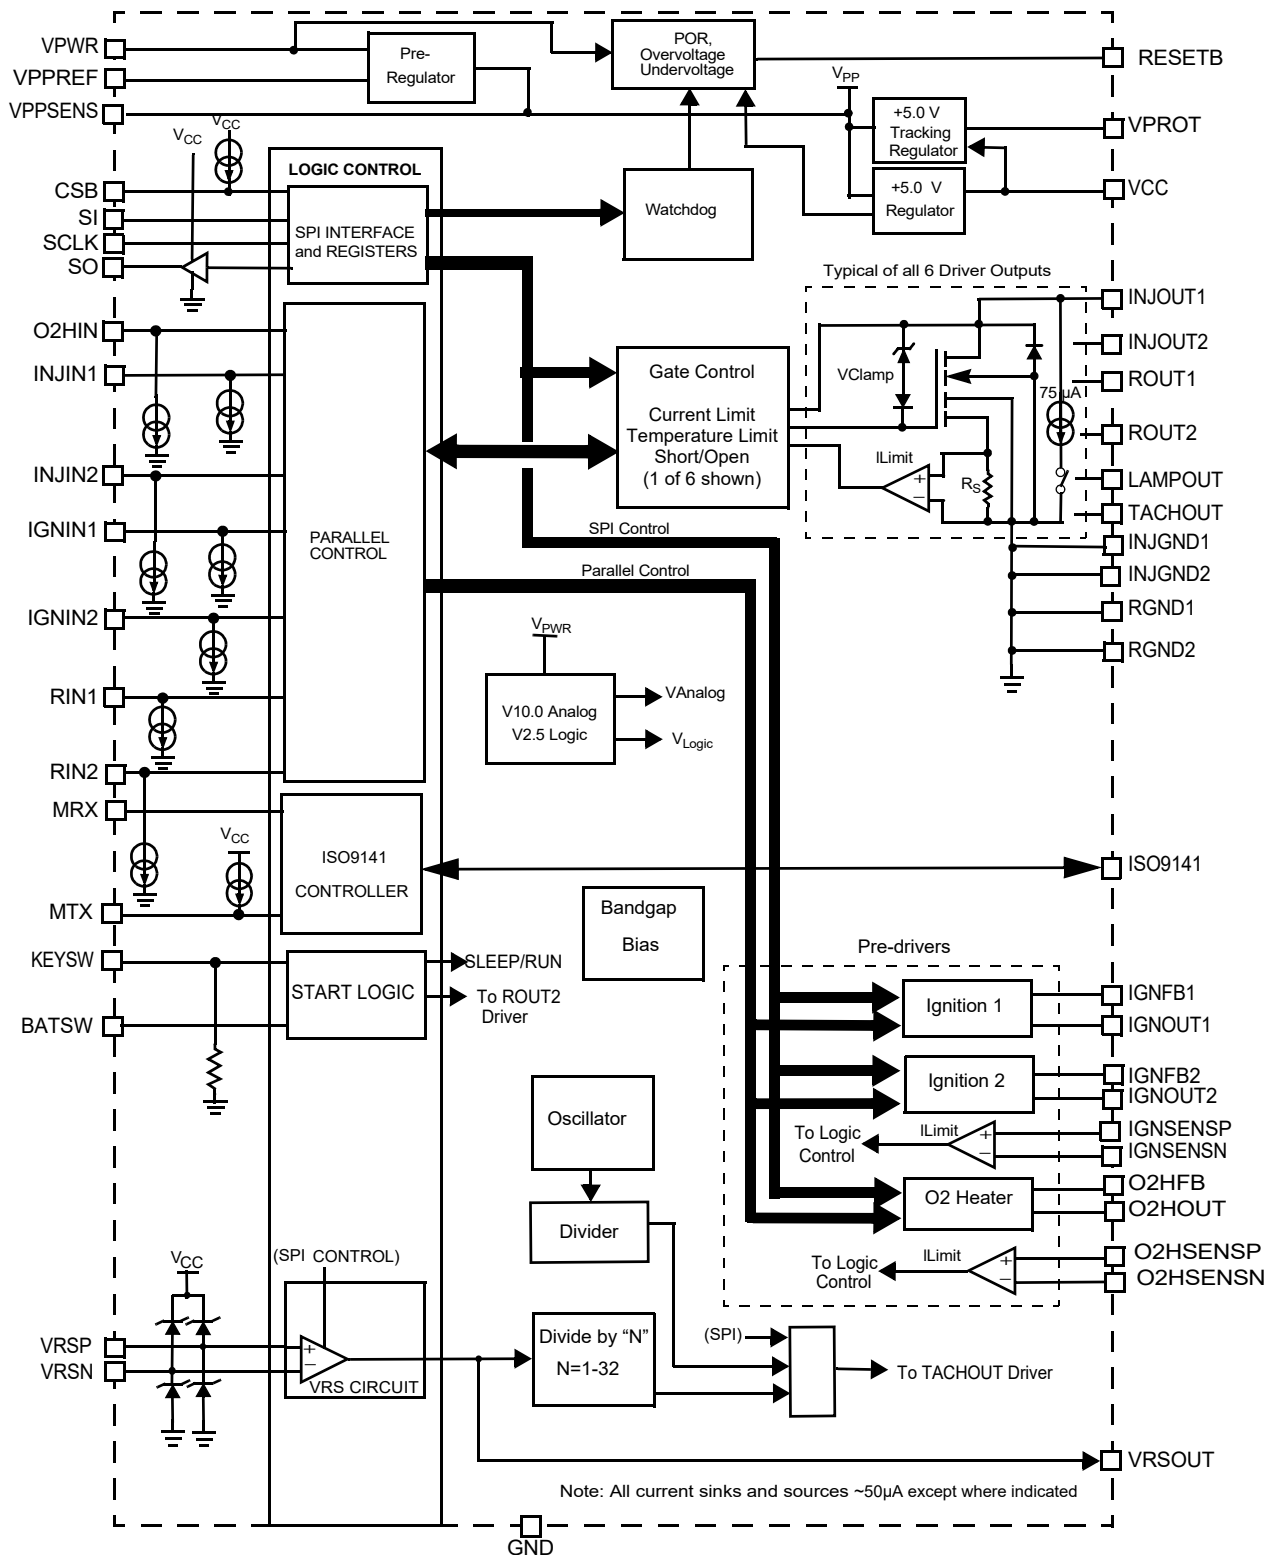 VPWR
VPPREF
VPPSENS
CSB
SI
SCLK
SO
O2HIN
INJIN1
INJIN2
IGNIN1
IGNIN2
RIN1
RIN2
MRX
MTX
KEYSW
BATSW
VRSP
VRSN
Pre-
Regulator
POR,
Overvoltage
Undervoltage
VPP
+5.0 V
Tracking
Regulator
+5.0 V
Regulator
VCC
VCC
LOGIC CONTROL
SPI INTERFACE
and REGISTERS
Watchdog
PARALLEL
CONTROL
Gate Control
Current Limit
Temperature Limit
Short/Open
(1 of 6 shown)
Typical of all 6 Driver Outputs
VClamp
75 µA
ILimit
+
−
RS
SPI Control
Parallel Control
VPWR
V10.0 Analog
V2.5 Logic
VAnalog
VLogic
VCC
ISO9141
CONTROLLER
Bandgap
Bias
START LOGIC
SLEEP/RUN
To ROUT2
Driver
Pre-drivers
Ignition 1
Ignition 2
To Logic
Control
ILimit
+
−
O2 Heater
To Logic
Control
ILimit
+
−
Oscillator
Divider
VCC
(SPI CONTROL)
+
−
VRS CIRCUIT
Divide by “N”
N=1-32
(SPI)
To TACHOUT Driver
RESETB
VPROT
VCC
INJOUT1
INJOUT2
ROUT1
ROUT2
LAMPOUT
TACHOUT
INJGND1
INJGND2
RGND1
RGND2
ISO9141
IGNFB1
IGNOUT1
IGNFB2
IGNOUT2
IGNSENSP
IGNSENSN
O2HFB
O2HOUT
O2HSENSP
O2HSENSN
VRSOUT
Note: All current sinks and sources ~50µA except where indicated
GND